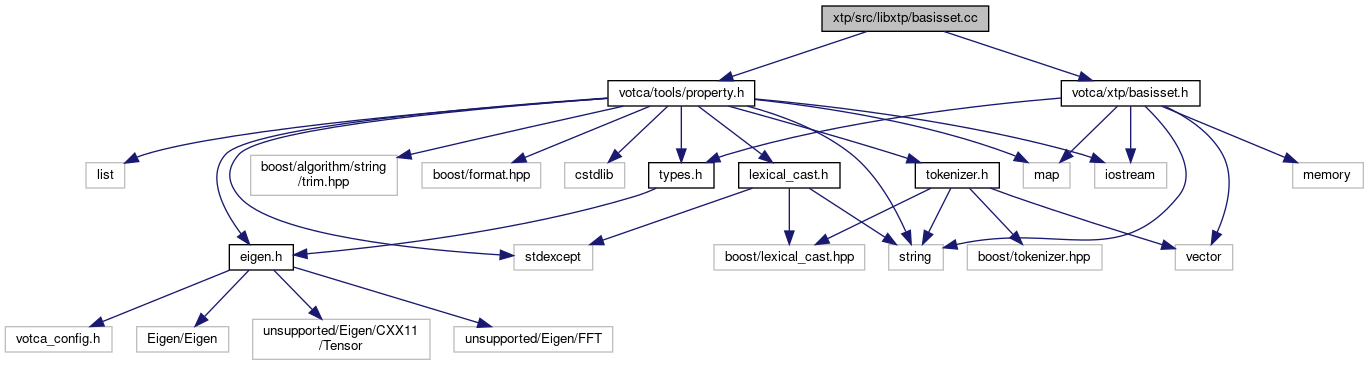 xtp/src/libxtp/basisset.cc
votca/tools/property.h
votca/xtp/basisset.h
list
boost/algorithm/string
/trim.hpp
boost/format.hpp
cstdlib
types.h
lexical_cast.h
tokenizer.h
map
iostream
memory
eigen.h
stdexcept
boost/lexical_cast.hpp
string
boost/tokenizer.hpp
vector
votca_config.h
Eigen/Eigen
unsupported/Eigen/CXX11
/Tensor
unsupported/Eigen/FFT